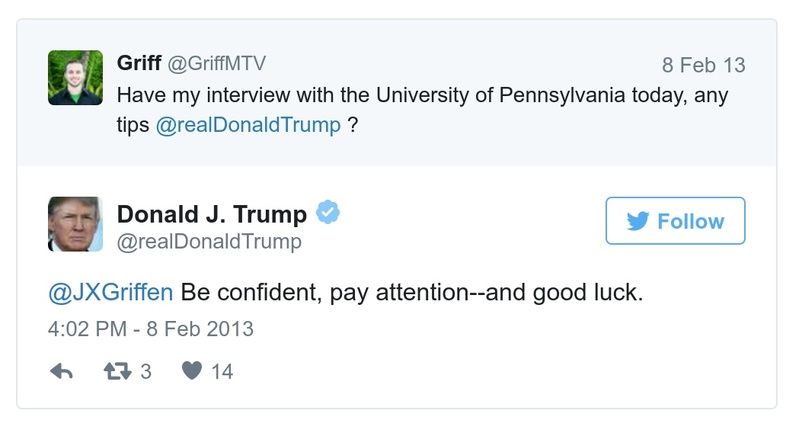 Griff @GriffMTV 8 Feb 13
Have my interview with the University of Pennsylvania today, any
tips @realDonaldTrump ?
Donald J. Trump
@realDonaldTrump
Follow
@JXGriffen Be confident, pay attention--and good luck.
4:02 PM - 8 Feb 2013
3 14